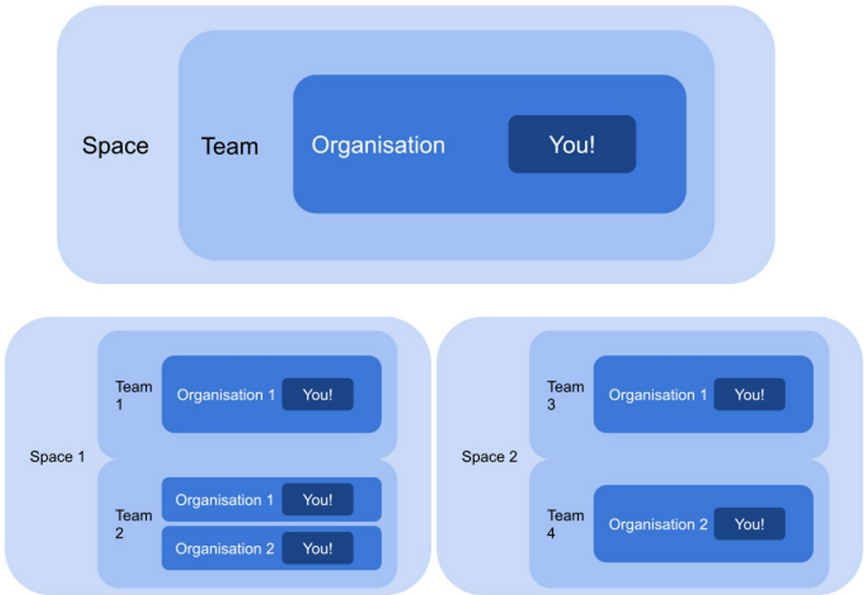 Space
Team
Organisation
You!
Space 1
Team
1
Organisation 1
You!
Team
2
Organisation 1
You!
Organisation 2
You!
Space 2
Team
3
Organisation 1
You!
Team
4
Organisation 2
You!